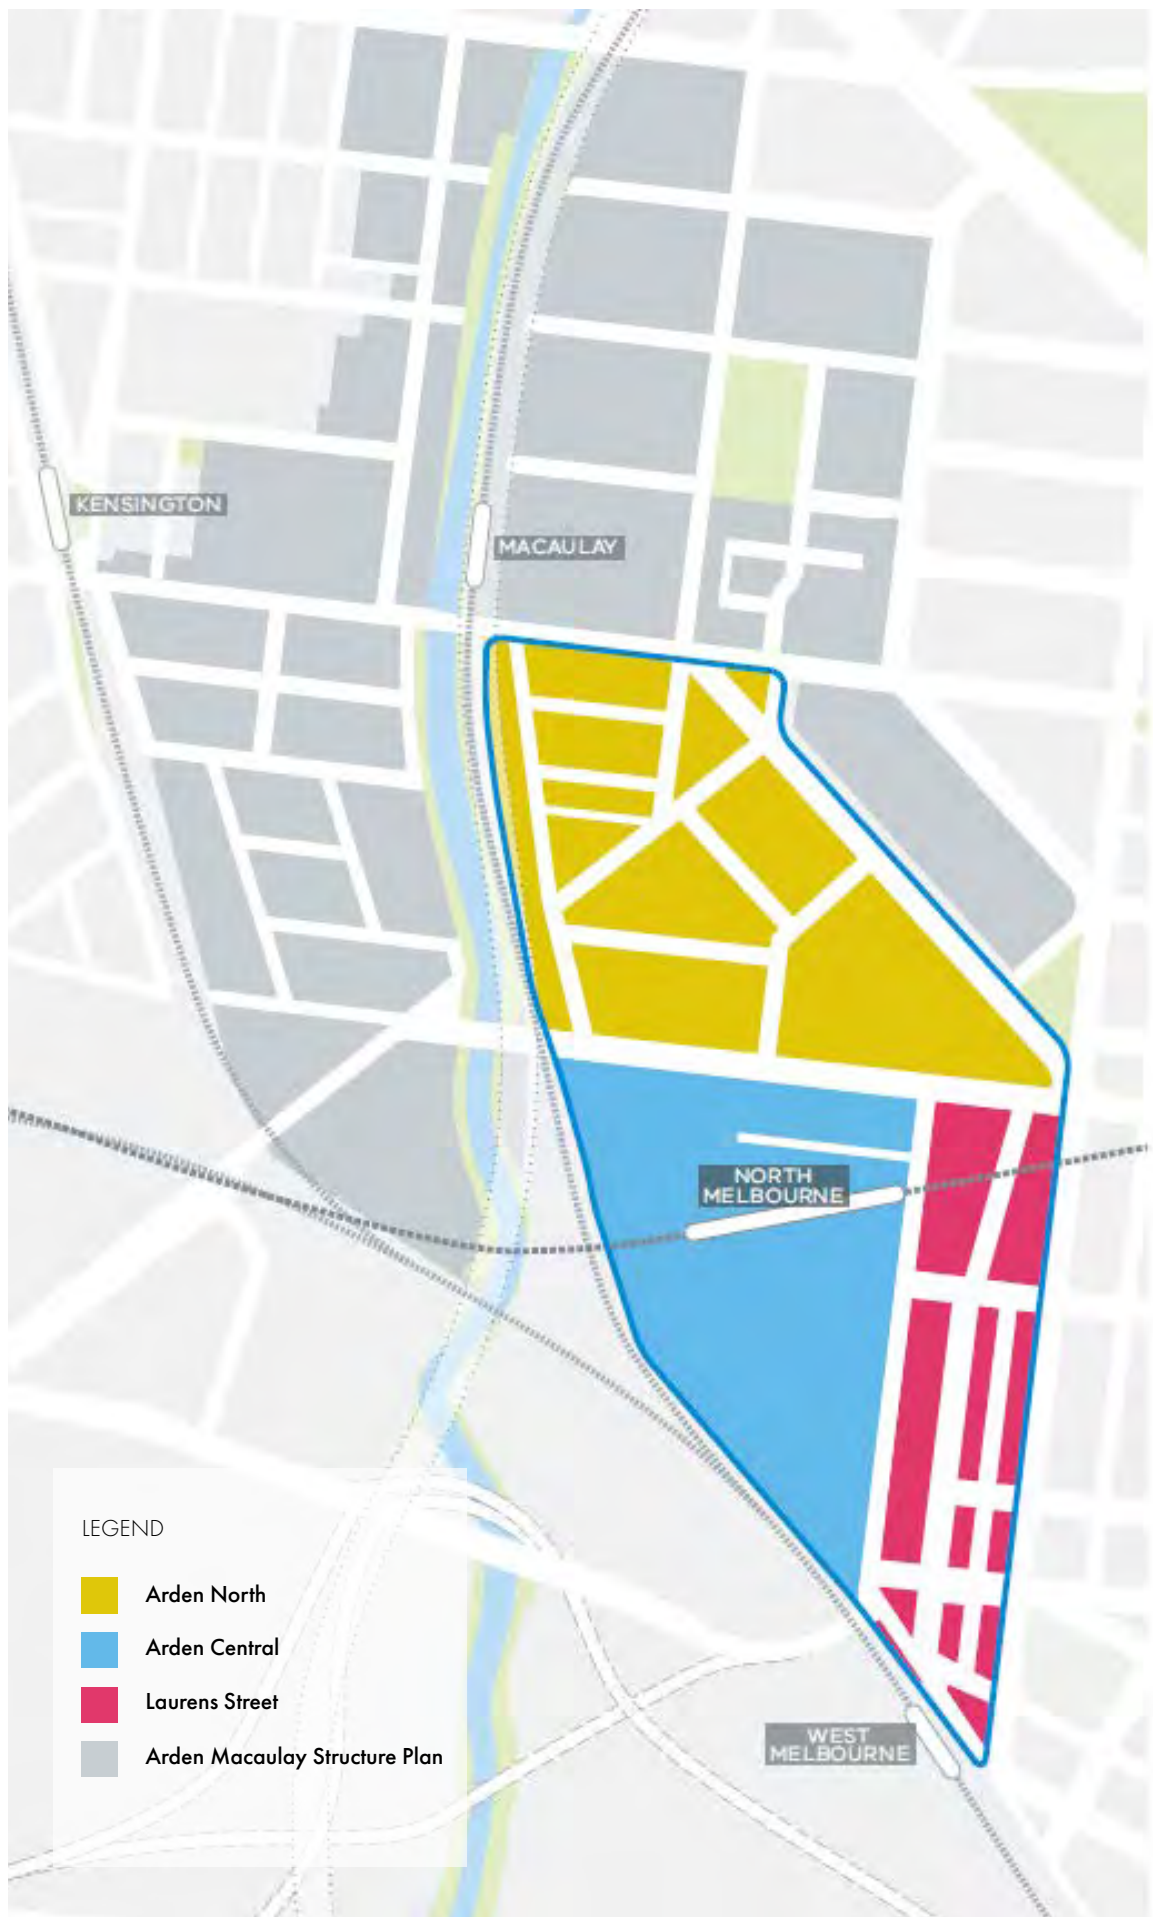 KENSINGTON
MACAULAY
NORTH
MELBOURNE
WEST
MELBOURNE
LEGEND
Arden North
Arden Central
Laurens Street
Arden Macaulay Structure Plan